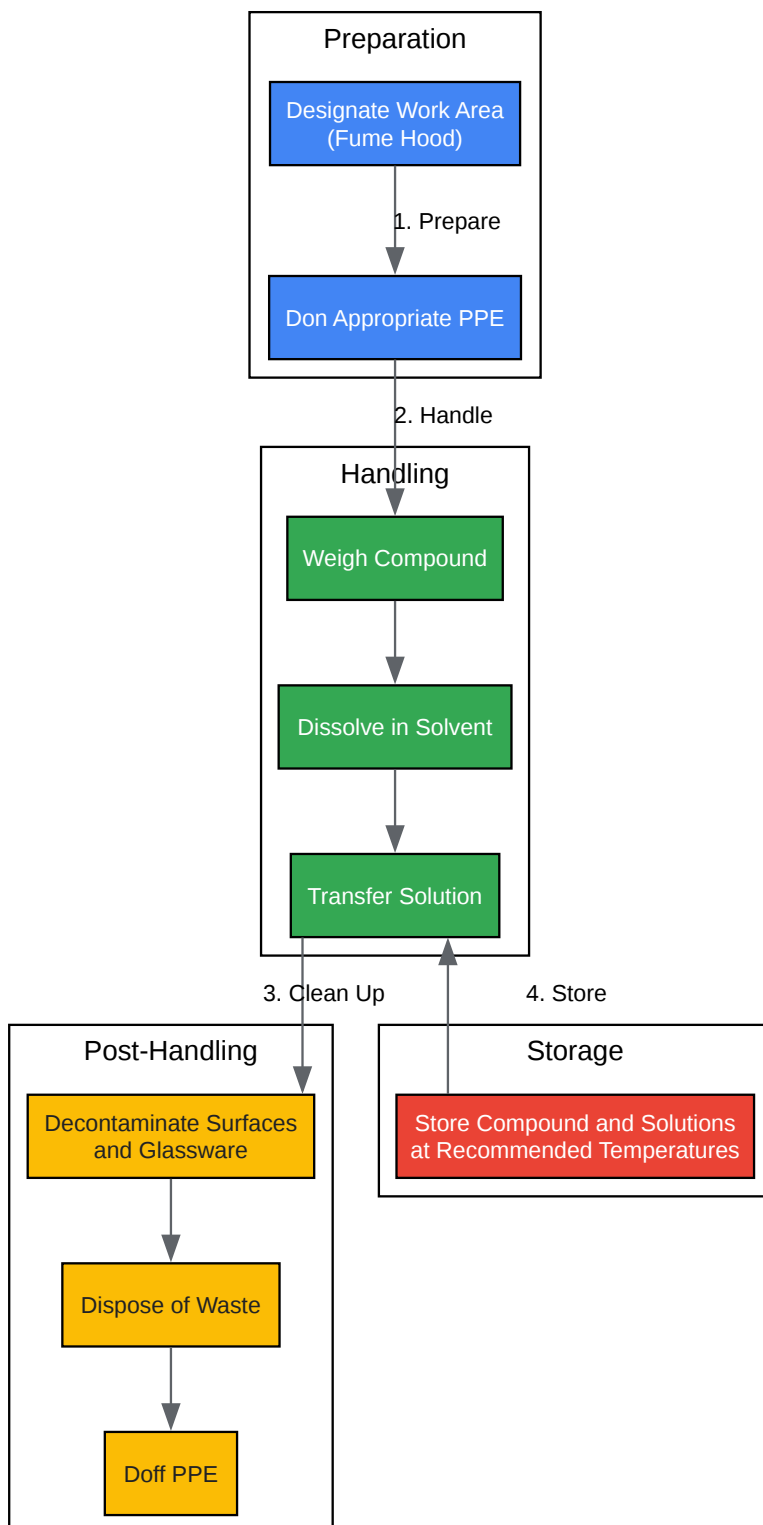 Preparation
Designate Work Area
(Fume Hood)
1. Prepare
Don Appropriate PPE
2. Handle
Handling
Weigh Compound
Dissolve in Solvent
Transfer Solution
3. Clean Up
4. Store
Post-Handling
Storage
Decontaminate Surfaces
and Glassware
Store Compound and Solutions
at Recommended Temperatures
Dispose of Waste
Doff PPE